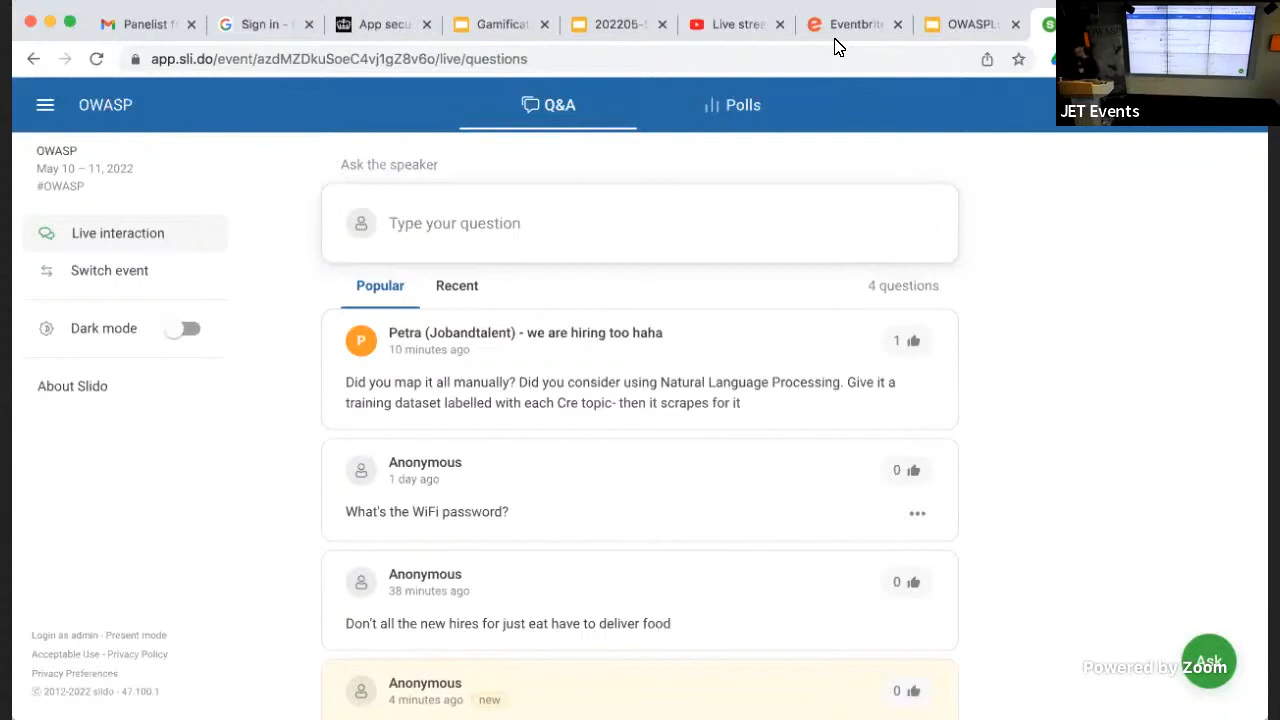 Panelist f
Sign in - (
App secu
Gamificat
202205-1
Live stre
Eventbrite
OWASPL
app.sli.do/event/azdMZDkuSoeC4vj1gZ8v6o/live/questions
JET Events
OWASP
Q&A
Polls
OWASP
May 10 – 11, 2022
#OWASP
Live interaction
Switch event
Dark mode
About Slido
Ask the speaker
Type your question
Popular
Recent
4 questions
P
Petra (Jobandtalent) - we are hiring too haha
10 minutes ago
1
Did you map it all manually? Did you consider using Natural Language Processing. Give it a
training dataset labelled with each Cre topic- then it scrapes for it
Anonymous
1 day ago
0
What's the WiFi password?
Anonymous
38 minutes ago
0
Don't all the new hires for just eat have to deliver food
Anonymous
4 minutes ago new
0
Login as admin - Present mode
Acceptable Use - Privacy Policy
Privacy Preferences
© 2012-2022 slido - 47.100.1
Ask
Powered by Zoom